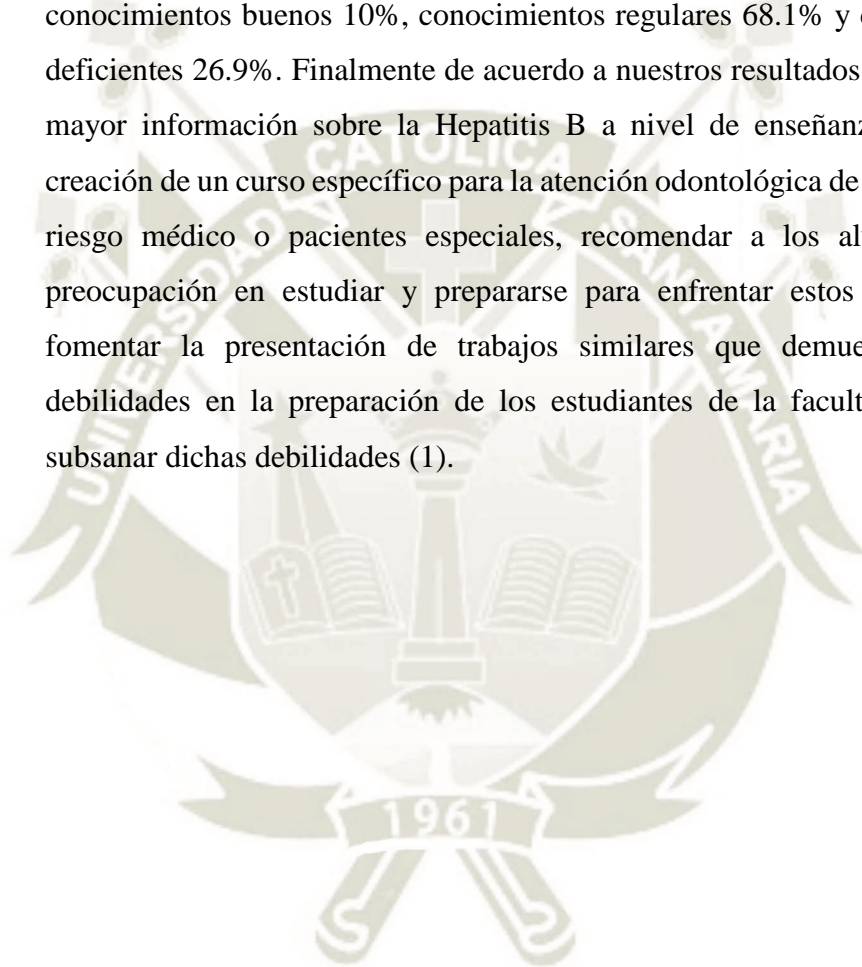 conocimientos buenos 10%, conocimientos regulares 68.1% y
deficientes 26.9%. Finalmente de acuerdo a nuestros resultados
mayor información sobre la Hepatitis B a nivel de
creación de un curso específico para la atención odontológica de
riesgo médico o pacientes especiales, recomendar a los
preocupación en estudiar y prepararse para enfrentar estos
fomentar la presentación de trabajos similares que
debilidades en la preparación de los estudiantes de la
subsanar dichas debilidades (1).
UNIVERSIDAD CATOLICA SANTA MARIA
1961